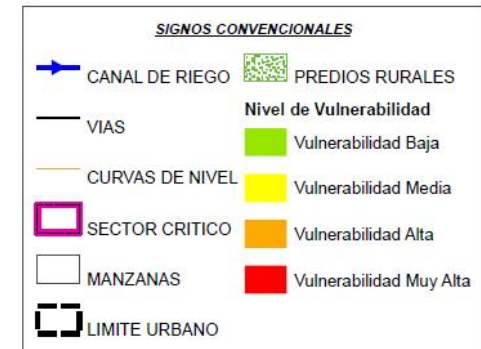 SIGNOS CONVENCIONALES
CANAL DE RIEGO
VIAS
CURVAS DE NIVEL
SECTOR CRITICO
MANZANAS
LIMITE URBANO
PREDIOS RURALES
Nivel de Vulnerabilidad
Vulnerabilidad Baja
Vulnerabilidad Media
Vulnerabilidad Alta
Vulnerabilidad Muy Alta